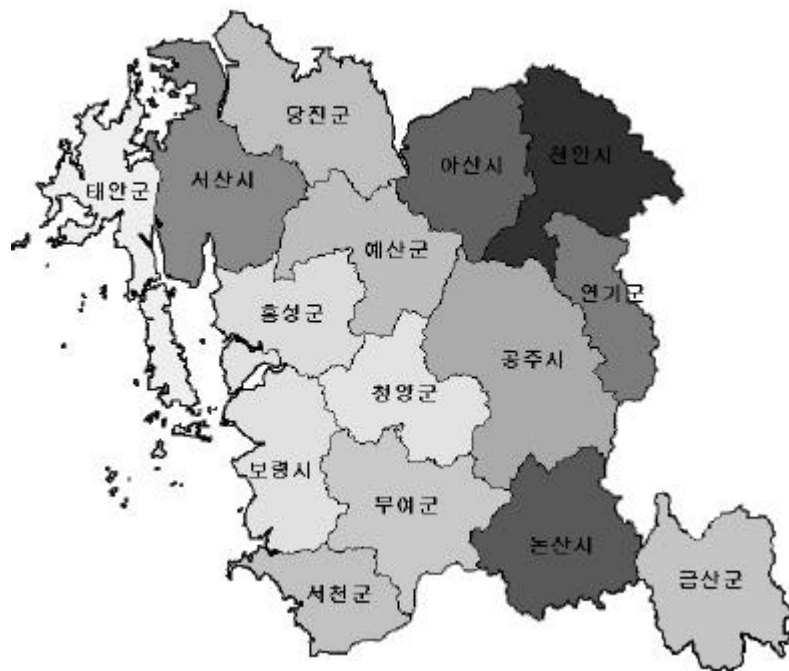 당진군
아산시
천안시
태안군
서산시
예산군
연기군
홍성군
공주시
청양군
보령시
부여군
논산시
서천군
금산군